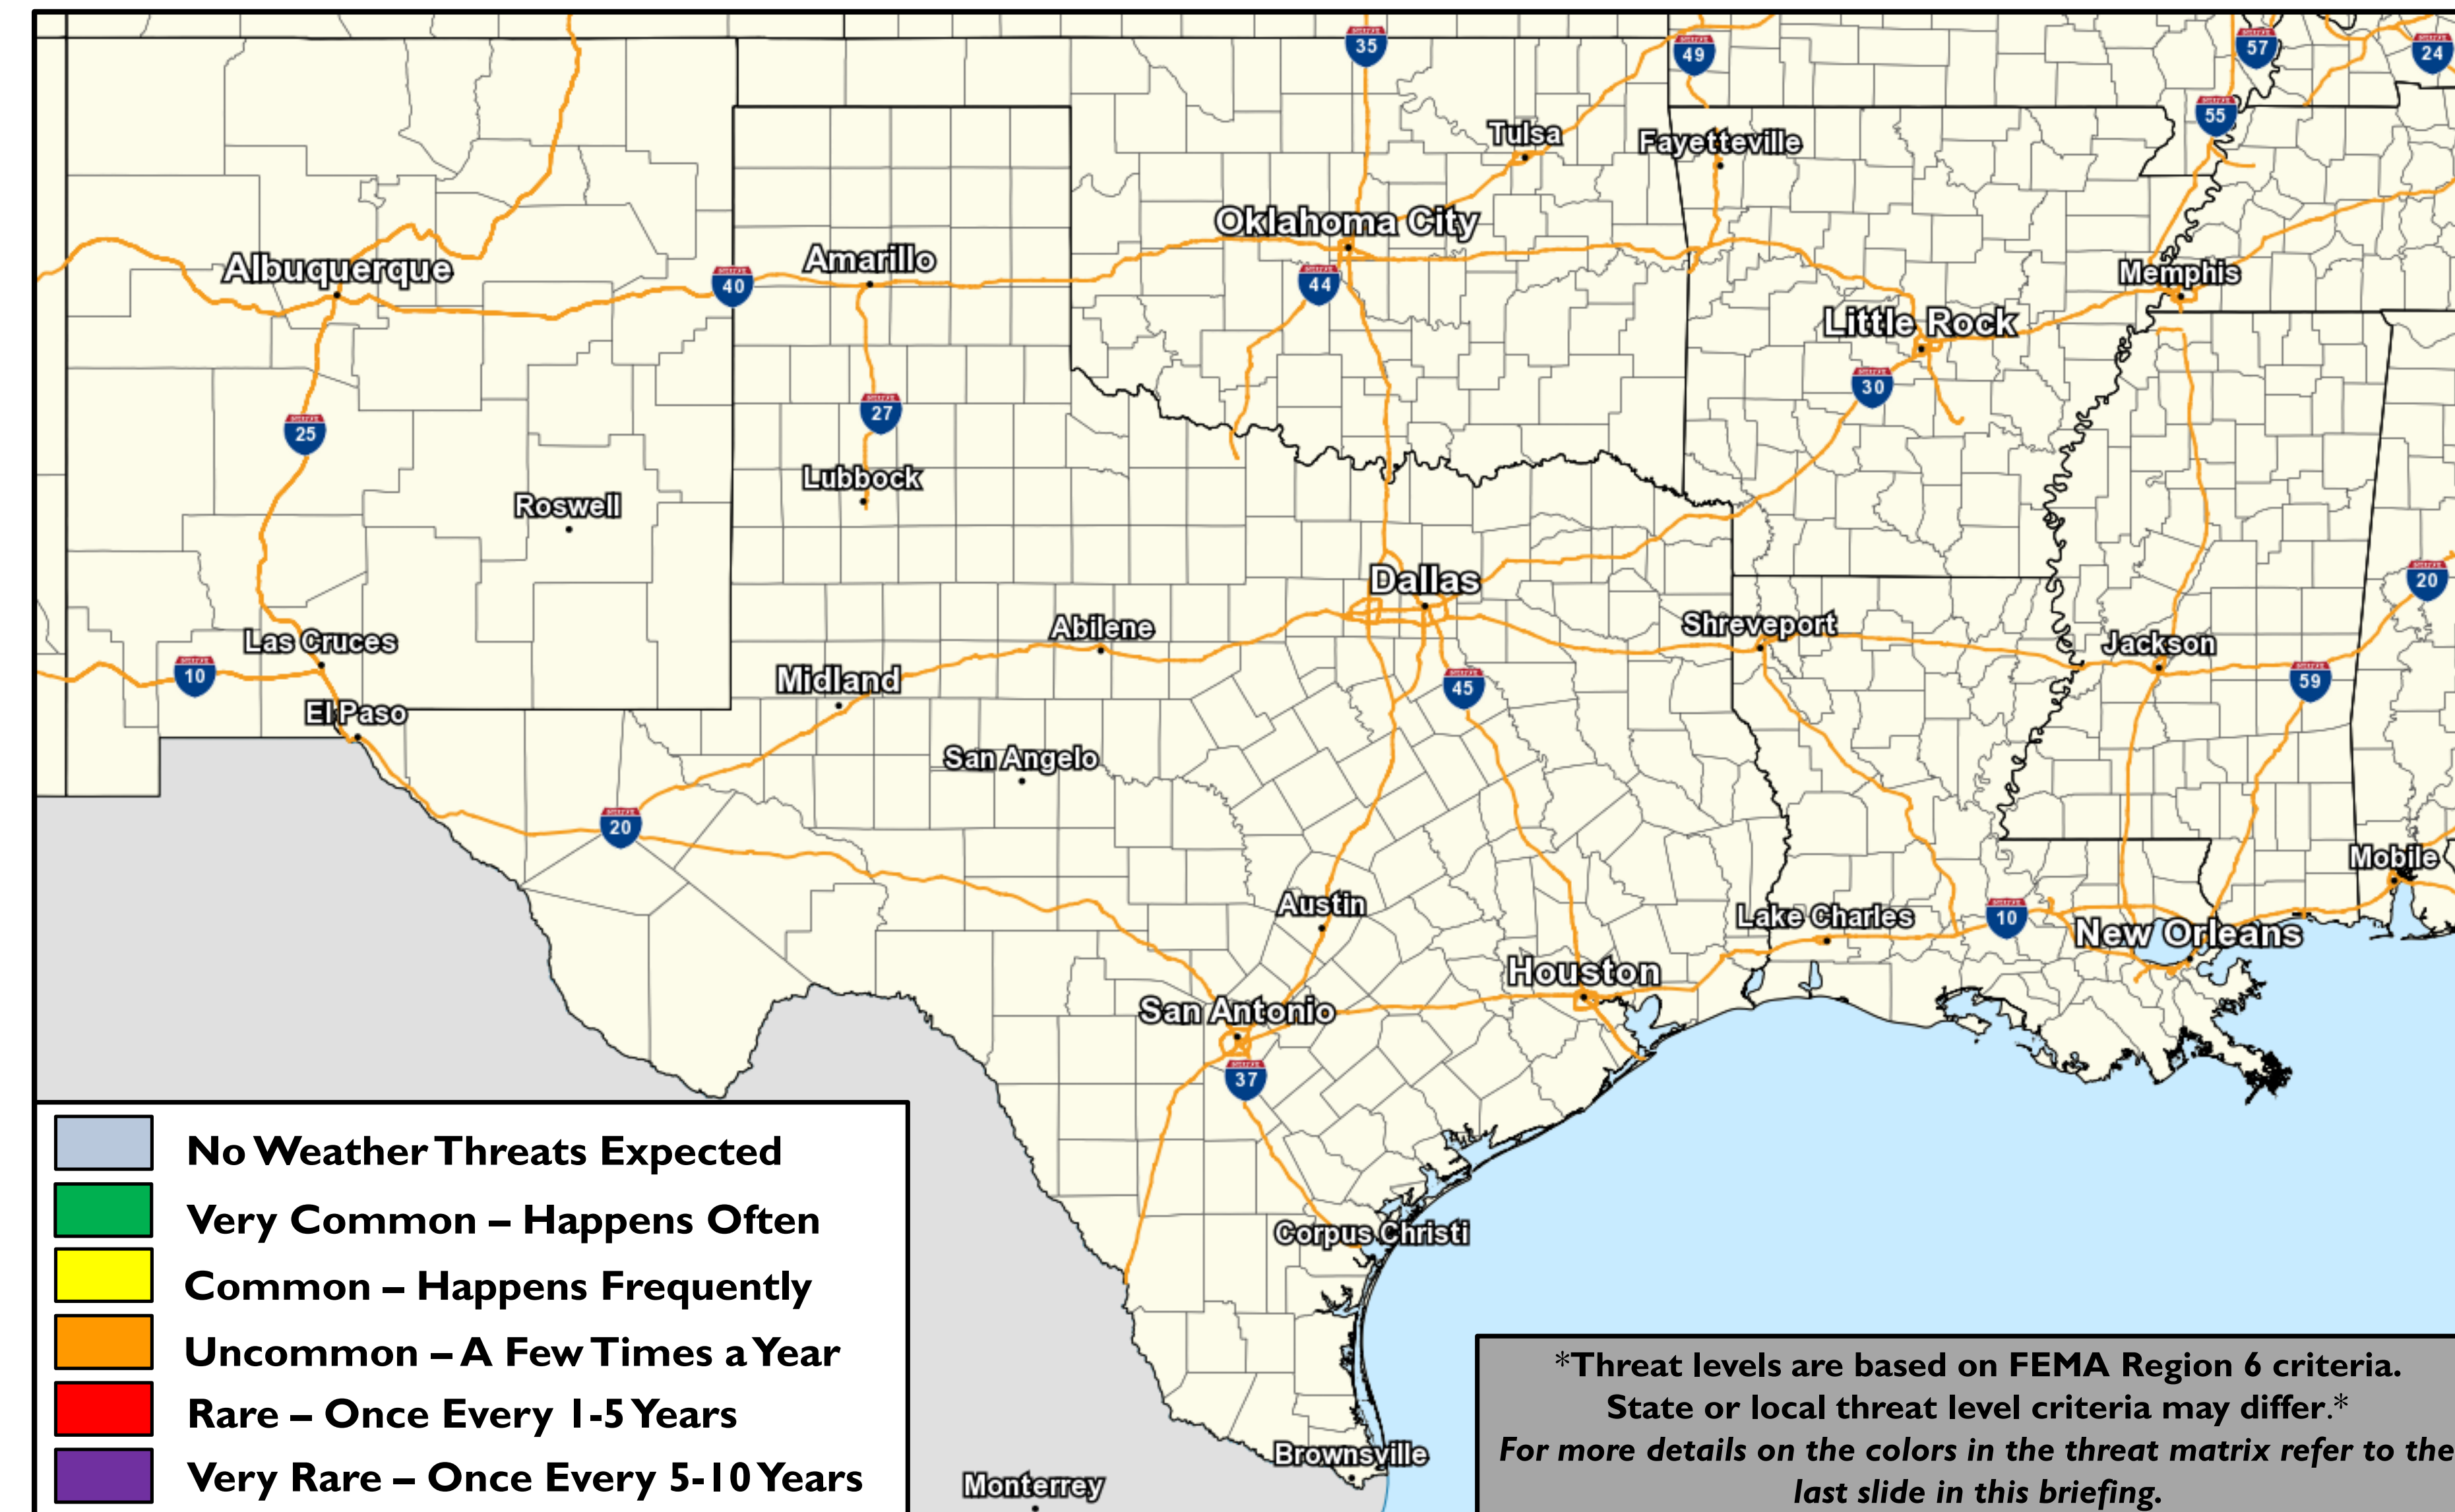 35
49
57
24
55
Tulsa
Fayetteville
Oklahoma City
Albuquerque
Amarillo
40
44
Memphis
Little Rock
30
27
25
Lubbock
Roswell
Dallas
20
Abilene
Shreveport
Las Cruces
Jackson
10
Midland
45
59
El Paso
San Angelo
20
Mobile
Austin
Lake Charles
10
New Orleans
Houston
San Antonio
37
Corpus Christi
Brownsville
Monterrey
No Weather Threats Expected
Very Common – Happens Often
Common – Happens Frequently
Uncommon – A Few Times a Year
Rare – Once Every 1-5 Years
Very Rare – Once Every 5-10 Years
*Threat levels are based on FEMA Region 6 criteria.
State or local threat level criteria may differ.*
For more details on the colors in the threat matrix refer to the
last slide in this briefing.